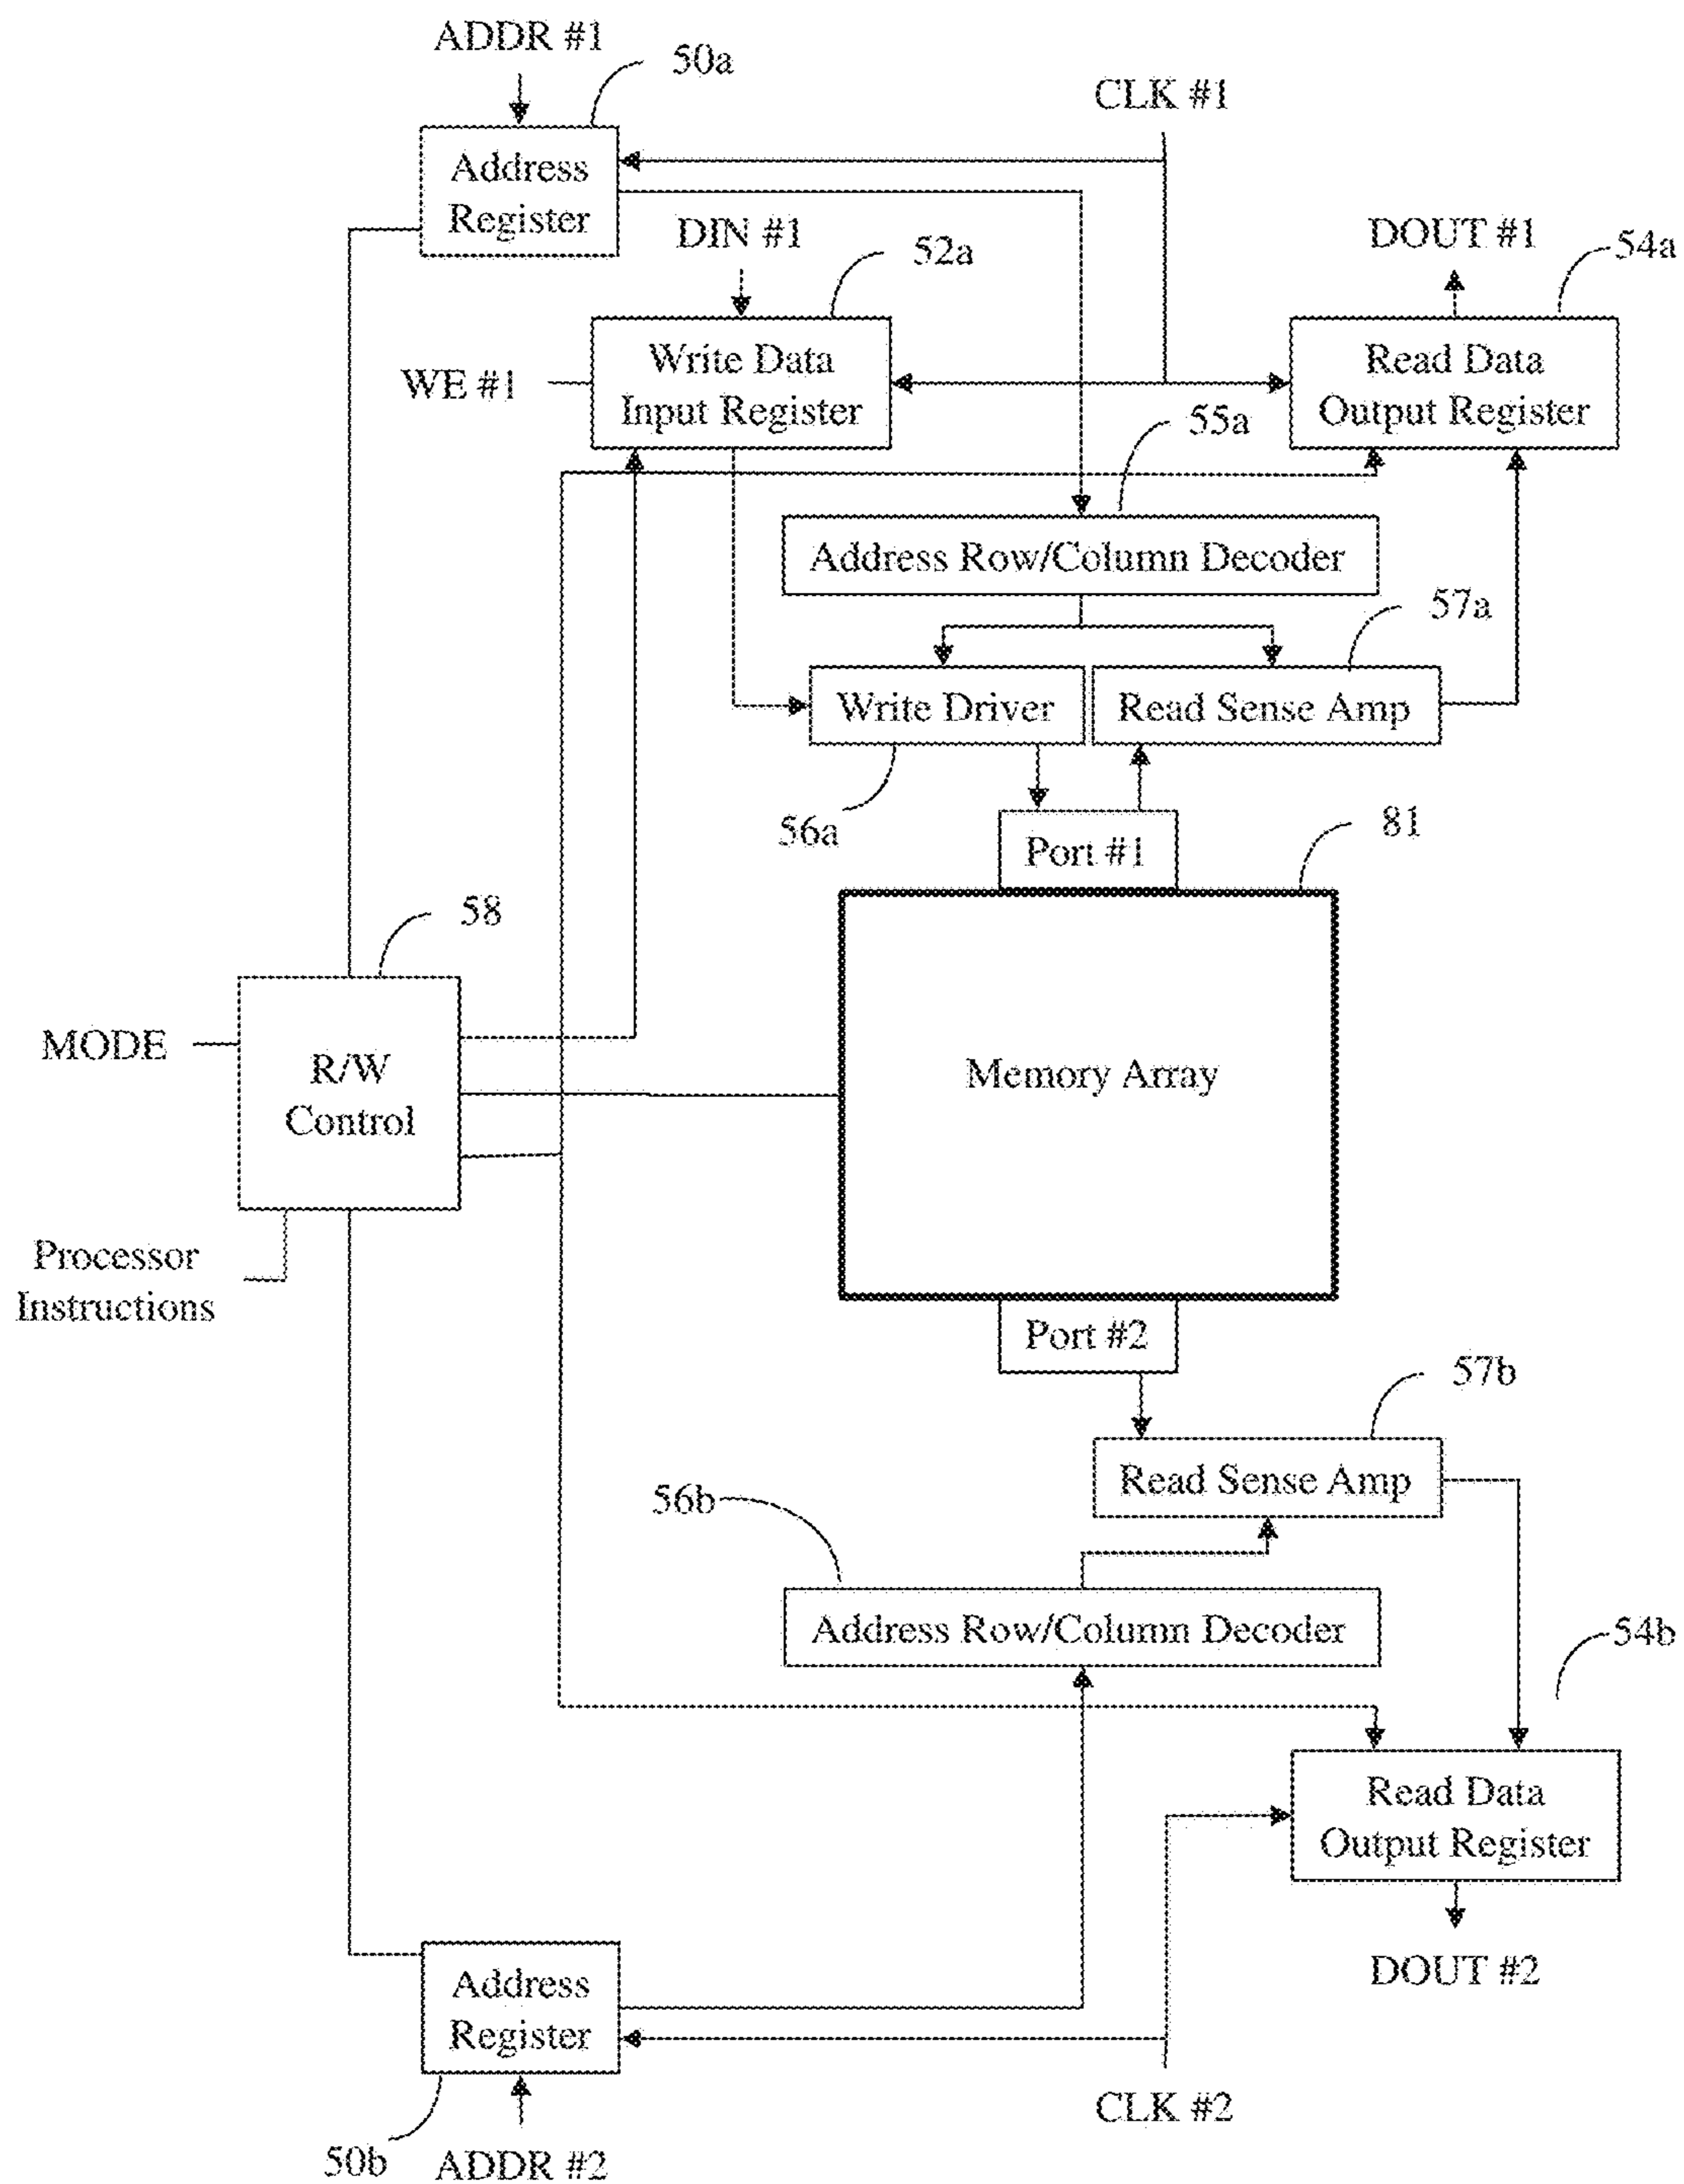 ADDR #1
50a
CLK #1
Address
Register
DIN #1
52a
DOUT #1
54a
WE #1
Write Data
Input Register
Read Data
Output Register
55a
Address Row/Column Decoder
57a
Write Driver
Read Sense Amp
56a
Port #1
81
58
MODE
R/W
Control
Memory Array
Processor
Instructions
Port #2
57b
Read Sense Amp
56b
Address Row/Column Decoder
54b
Read Data
Output Register
DOUT #2
Address
Register
CLK #2
50b
ADDR #2